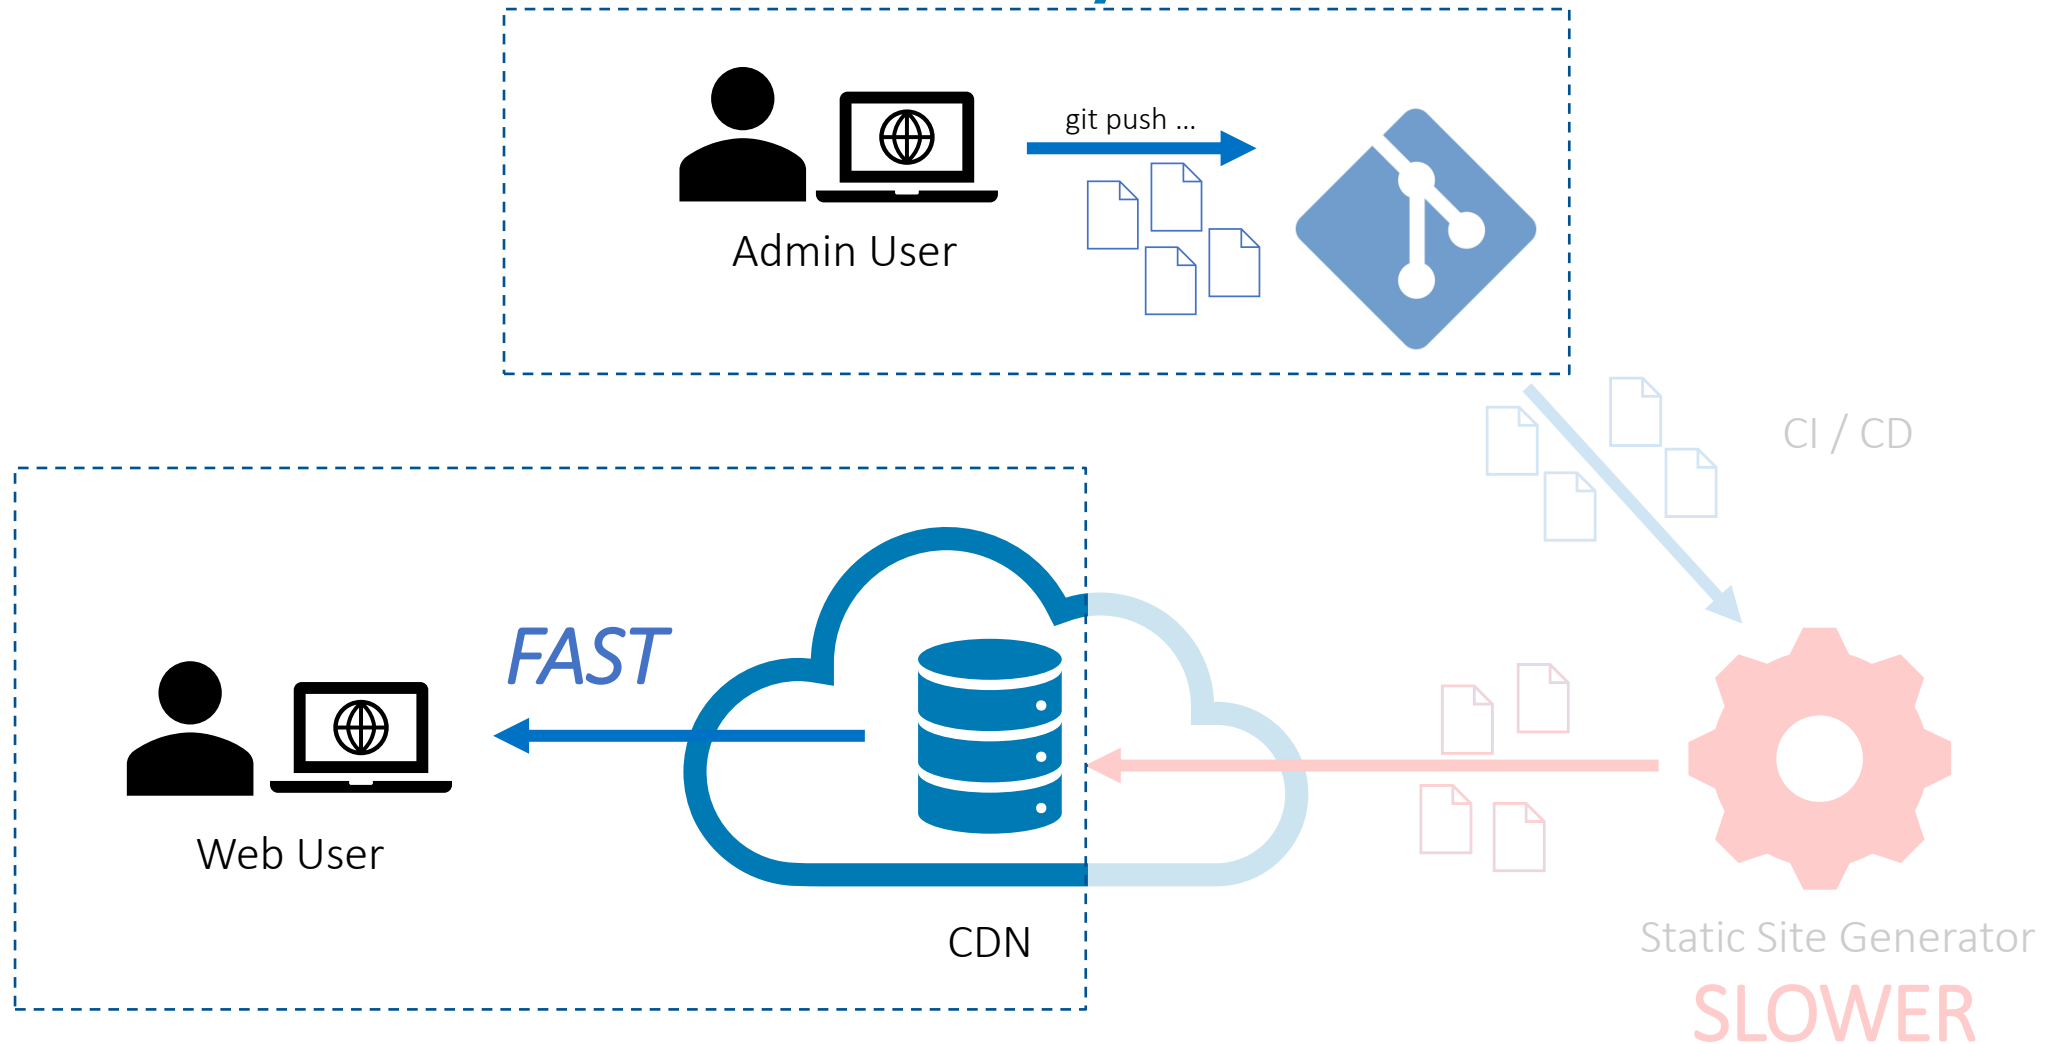 git push ...
Admin User
CI / CD
FAST
Web User
CDN
Static Site Generator
SLOWER